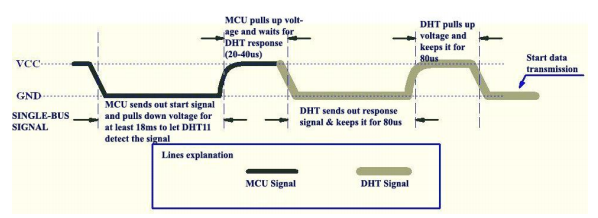 MCU pulls up volt-
age and waits for
DHT response
(20-40us)
DHT pulls up
voltage and
keeps it for
80us
Start data
transmission
VCC
GND
SINGLE-BUS
SIGNAL
MCU sends out start signal
and pulls down voltage for
at least 18ms to let DHT11
detect the signal
DHT sends out response
signal & keeps it for 80us
Lines explanation
MCU Signal
DHT Signal